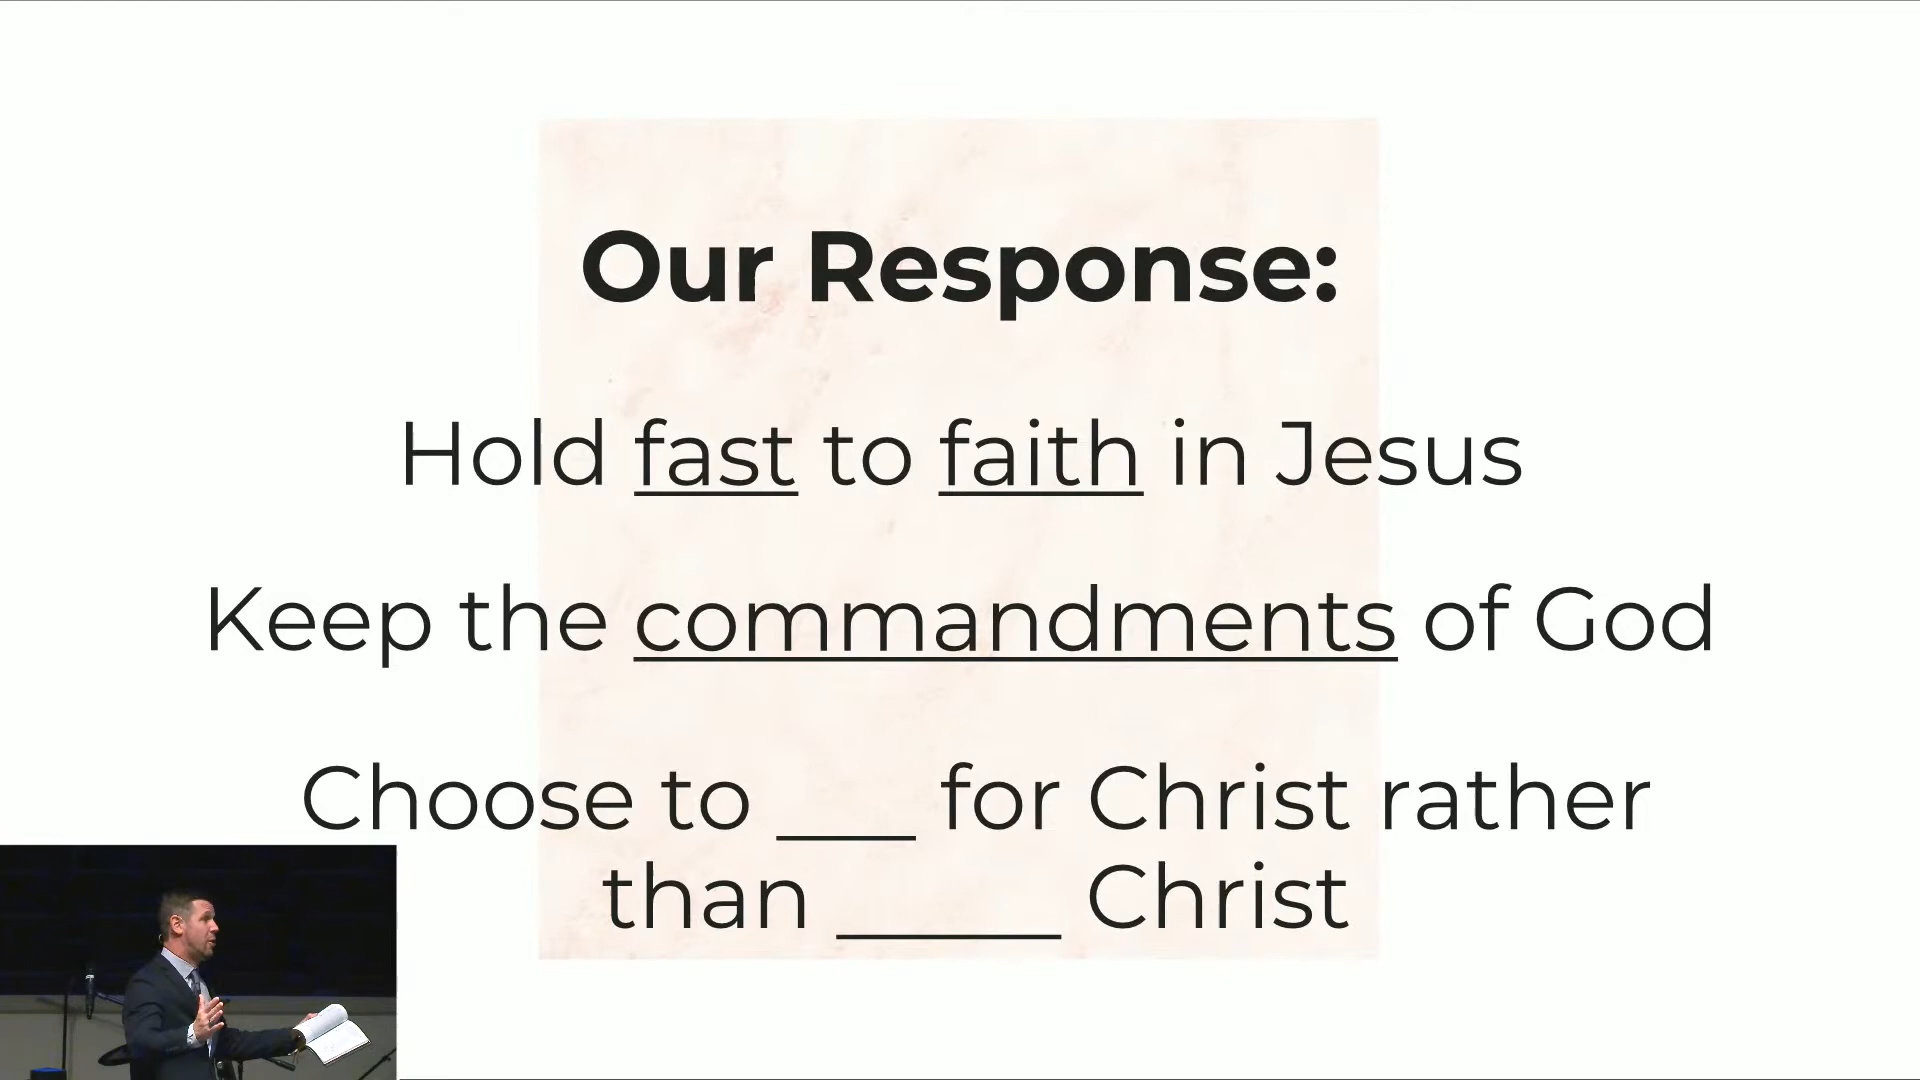 Our Response:
Hold fast to faith in Jesus
Keep the commandments of God
Choose to ___ for Christ rather
than _____ Christ